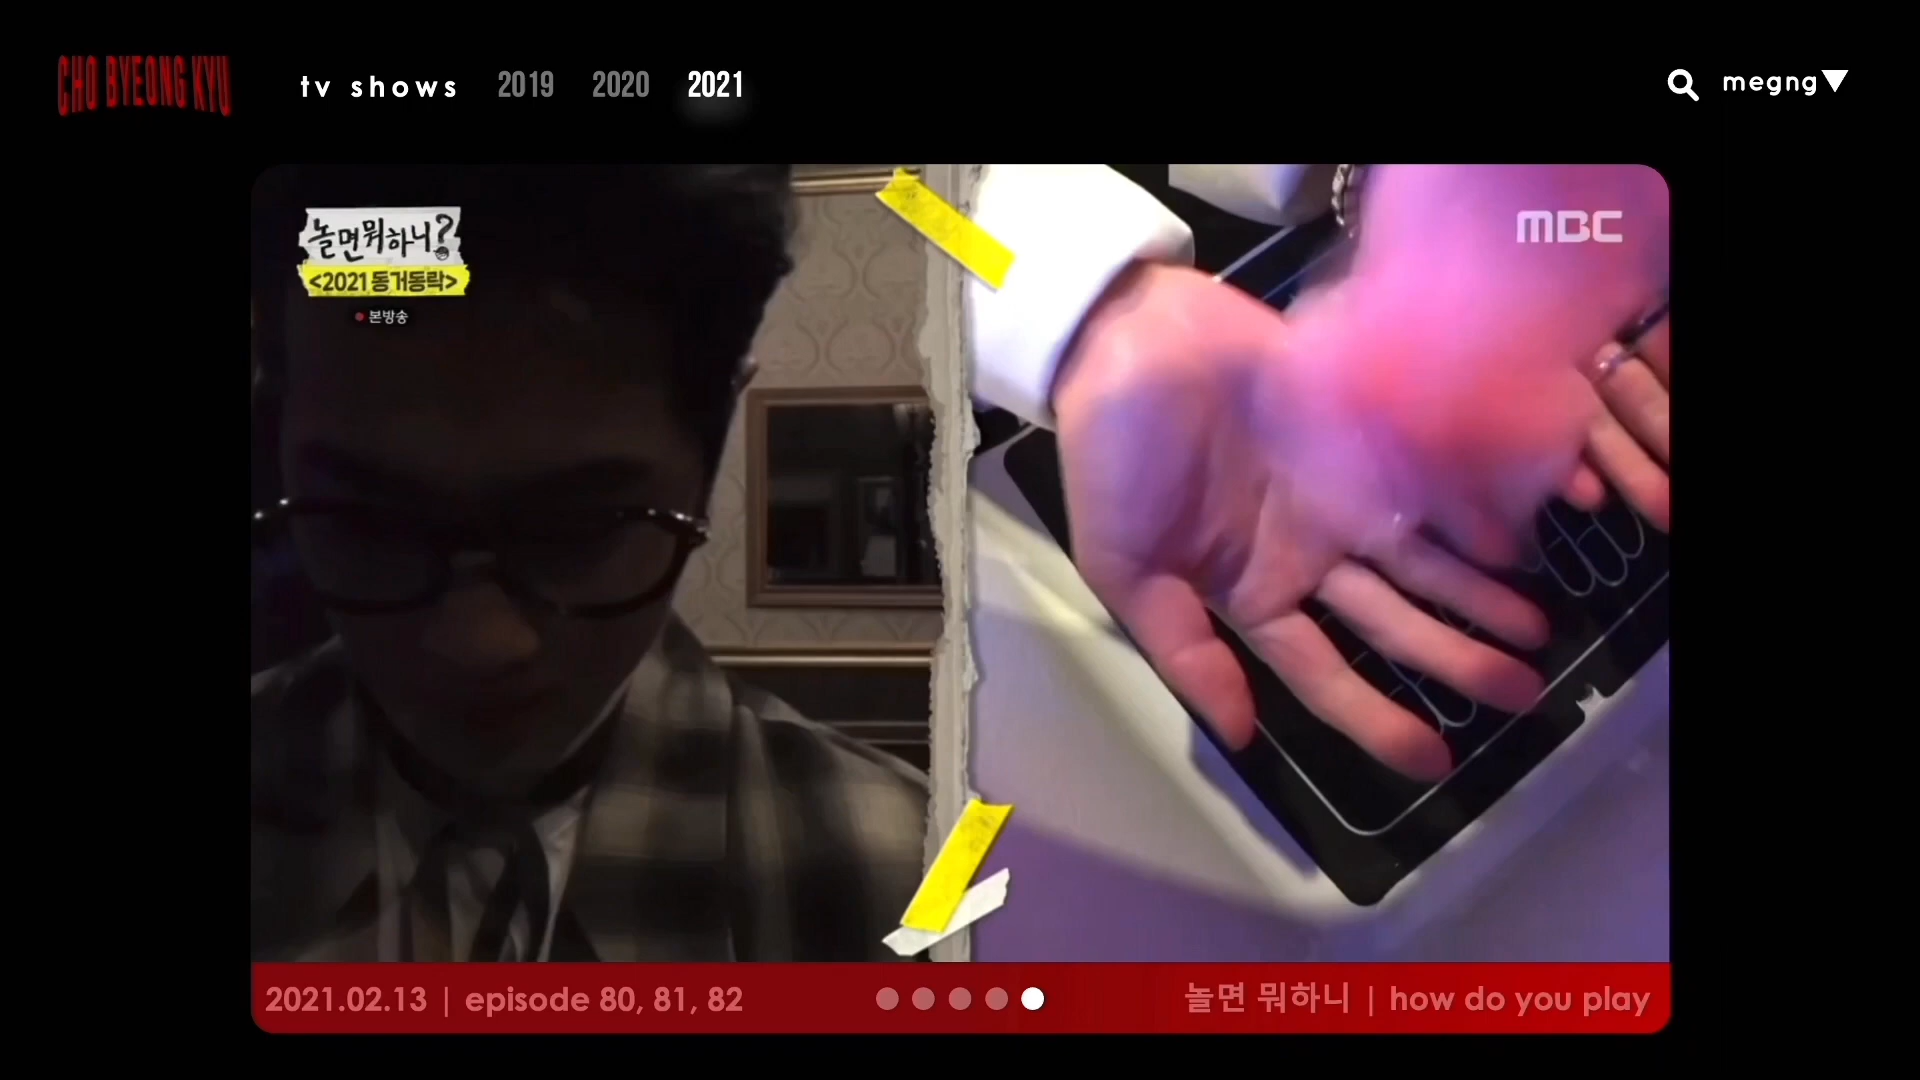 CHO BYEONG KYU
tv shows 2019 2020 2021
megng
놀면 뭐하니?
<2021 동거동락>
본방송
MBC
2021.02.13 | episode 80, 81, 82
놀면 뭐하니 | how do you play